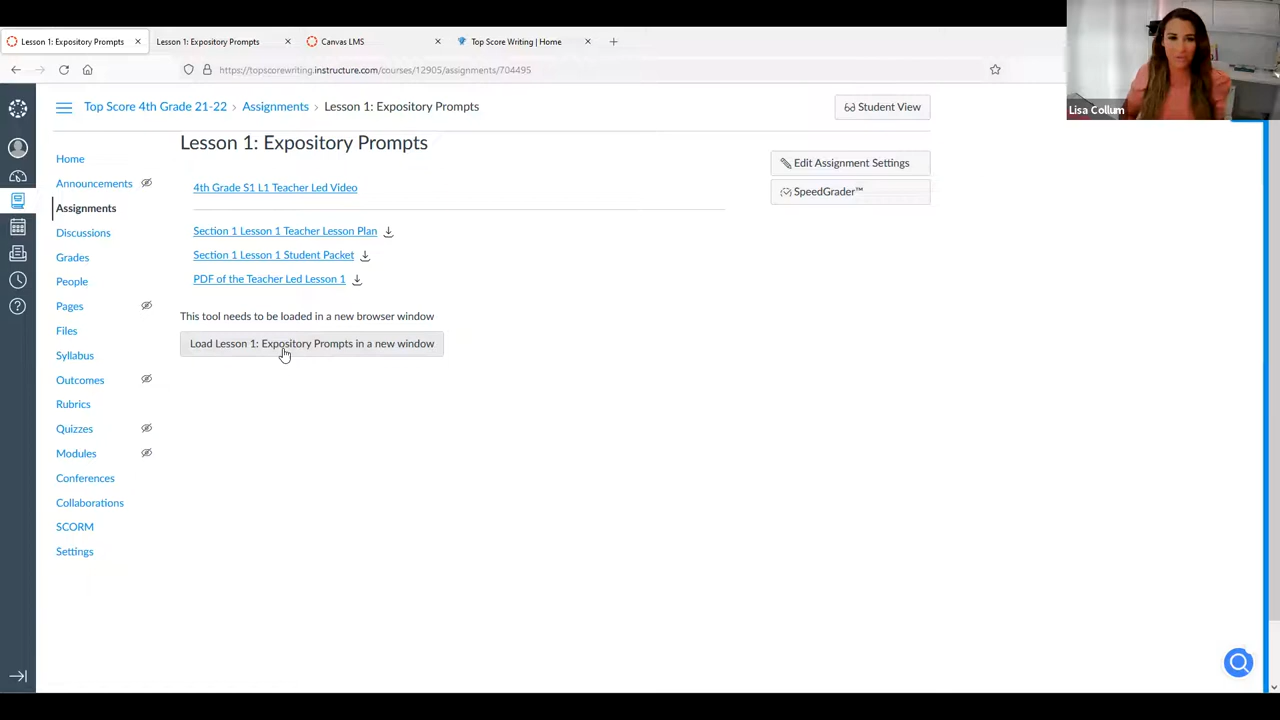 Lesson 1: Expository Prompts
Lesson 1: Expository Prompts
Canvas LMS
Top Score Writing | Home
https://topscorewriting.instructure.com/courses/12905/assignments/704495
Lisa Collum
Top Score 4th Grade 21-22 › Assignments › Lesson 1: Expository Prompts
Student View
Lesson 1: Expository Prompts
Edit Assignment Settings
SpeedGrader™
4th Grade S1 L1 Teacher Led Video
Section 1 Lesson 1 Teacher Lesson Plan
Section 1 Lesson 1 Student Packet
PDF of the Teacher Led Lesson 1
This tool needs to be loaded in a new browser window
Load Lesson 1: Expository Prompts in a new window
Home
Announcements
Assignments
Discussions
Grades
People
Pages
Files
Syllabus
Outcomes
Rubrics
Quizzes
Modules
Conferences
Collaborations
SCORM
Settings